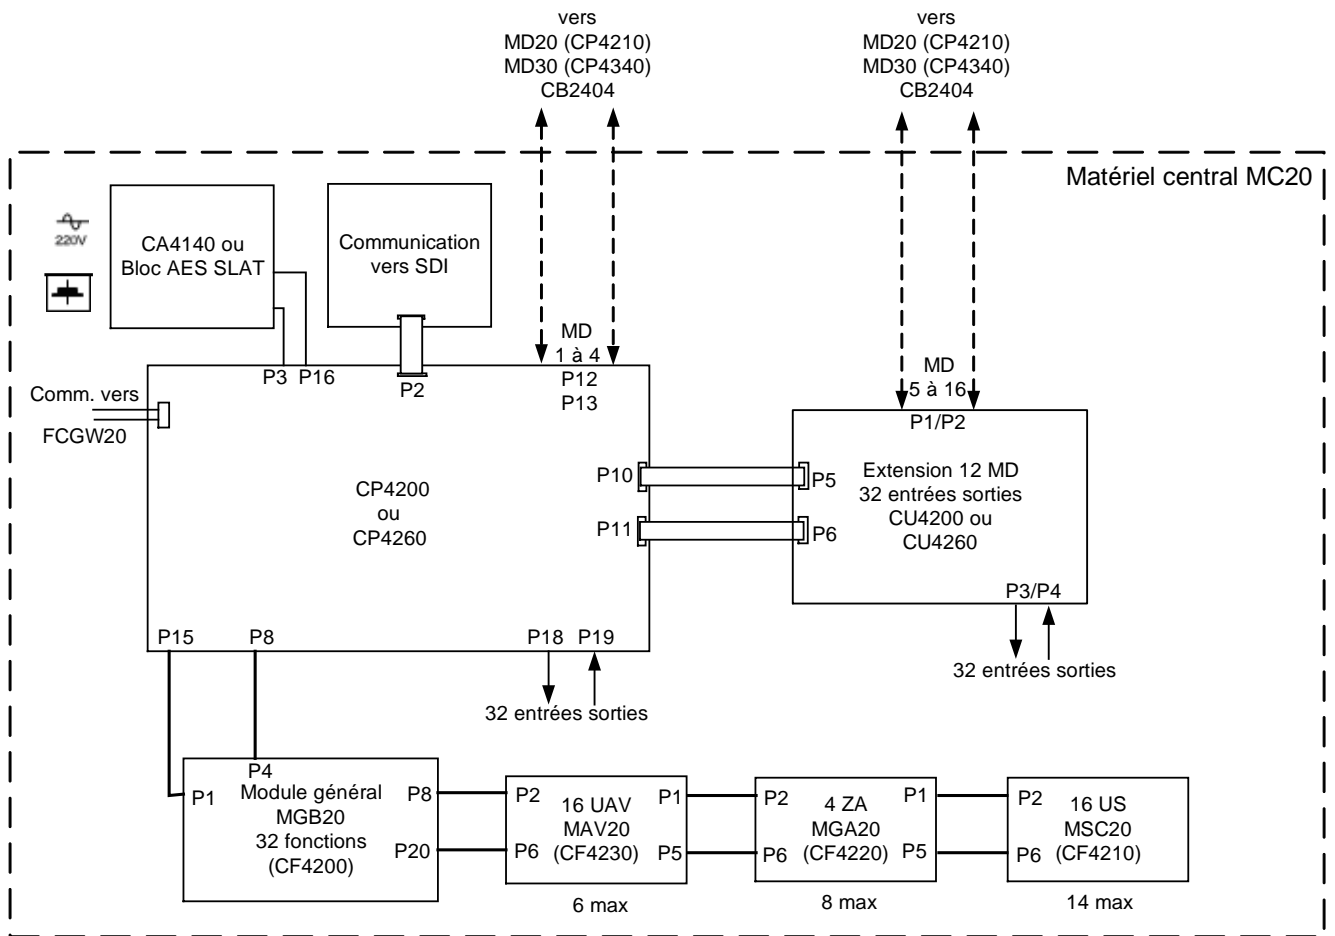 vers
MD20 (CP4210)
MD30 (CP4340)
CB2404
vers
MD20 (CP4210)
MD30 (CP4340)
CB2404
Matériel central MC20
220V
CA4140 ou
Bloc AES SLAT
Communication
vers SDI
MD
1 à 4
P3
P16
P2
P12
P13
Comm. vers
FCGW20
MD
5 à 16
P1/P2
P10
P5
Extension 12 MD
32 entrées sorties
CU4200 ou
CU4260
CP4200
ou
CP4260
P11
P6
P3/P4
32 entrées sorties
P15
P8
P18
P19
32 entrées sorties
P4
P1
Module général
MGB20
32 fonctions
(CF4200)
P8
P20
P2
P6
16 UAV
MAV20
(CF4230)
P1
P5
6 max
P2
P6
4 ZA
MGA20
(CF4220)
P1
P5
8 max
P2
P6
16 US
MSC20
(CF4210)
14 max